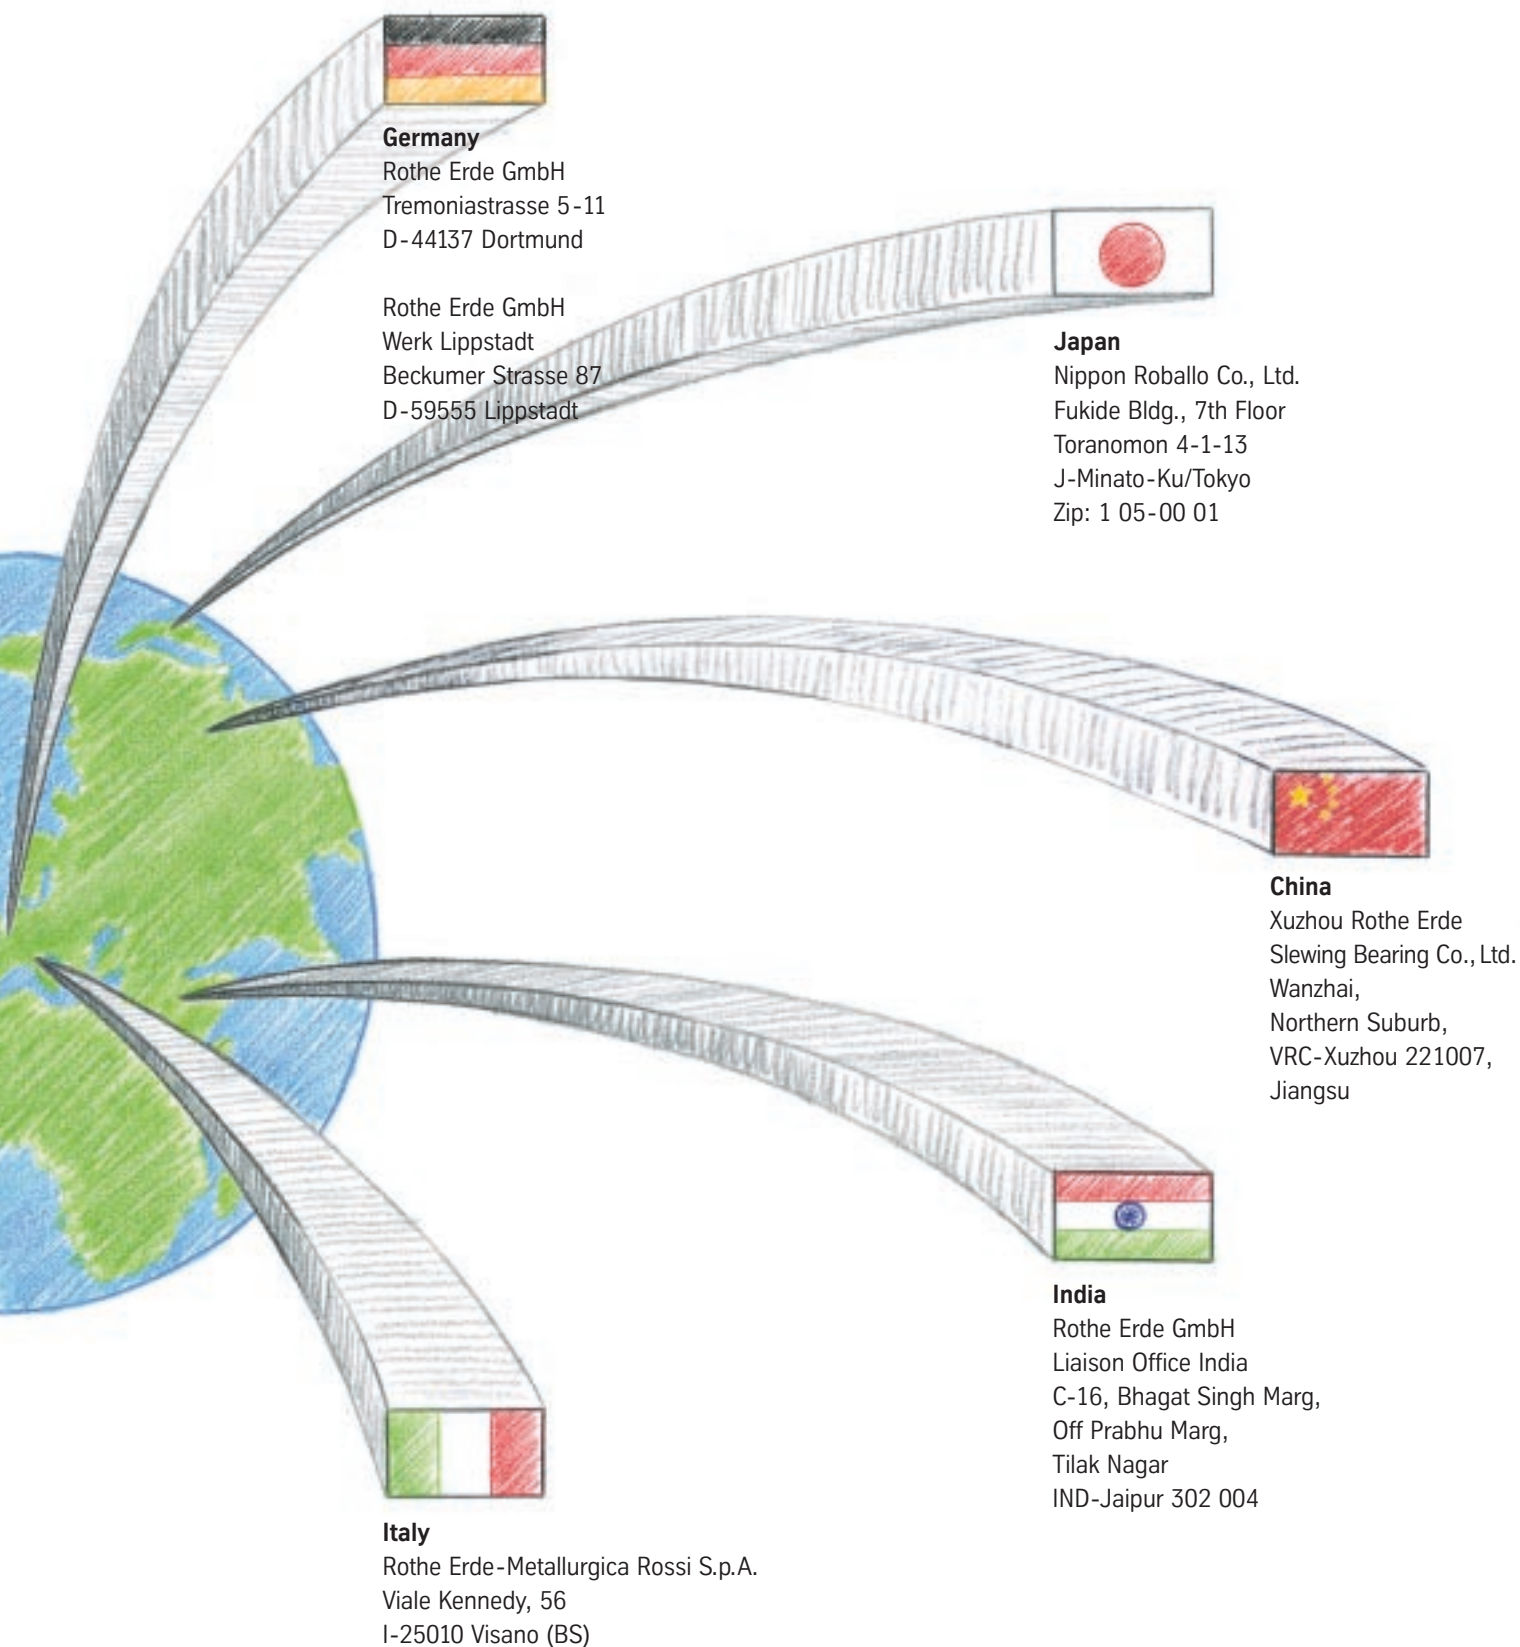 Germany
Rothe Erde GmbH
Tremoniastrasse 5-11
D-44137 Dortmund
Rothe Erde GmbH
Werk Lippstadt
Beckumer Strasse 87
D-59555 Lippstadt
Japan
Nippon Roballo Co., Ltd.
Fukide Bldg., 7th Floor
Toranomon 4-1-13
J-Minato-Ku/Tokyo
Zip: 1 05-00 01
China
Xuzhou Rothe Erde
Slewing Bearing Co., Ltd.
Wanzhai,
Northern Suburb,
VRC-Xuzhou 221007,
Jiangsu
India
Rothe Erde GmbH
Liaison Office India
C-16, Bhagat Singh Marg,
Off Prabhu Marg,
Tilak Nagar
IND-Jaipur 302 004
Italy
Rothe Erde-Metallurgica Rossi S.p.A.
Viale Kennedy, 56
I-25010 Visano (BS)